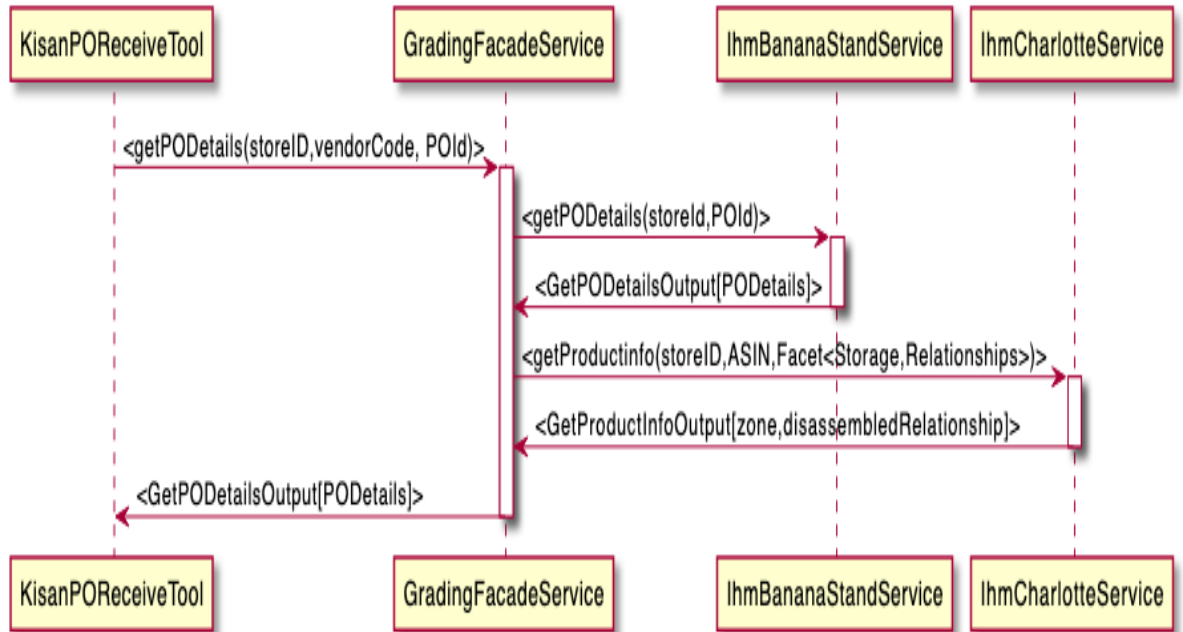 KisanPOReceiveTool
GradingFacadeService
IhmBananaStandService
IhmCharlotteService
<getPODetails(storeID,vendorCode, POId)>
<getPODetails(storeId,POId)>
<GetPODetailsOutput[PODetails]>
<getProductinfo(storeID,ASIN,Facet<Storage,Relationships>)>
<GetProductInfoOutput[zone,disassembledRelationship]>
<GetPODetailsOutput[PODetails]>
KisanPOReceiveTool
GradingFacadeService
IhmBananaStandService
IhmCharlotteService